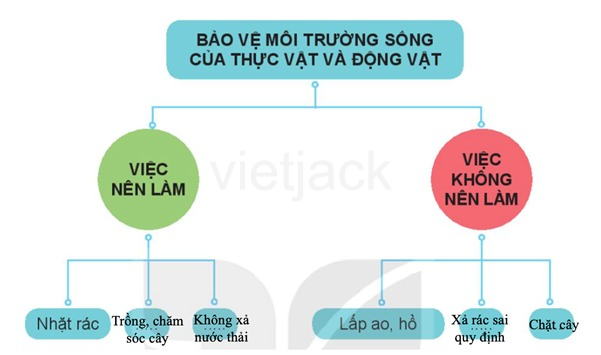 BẢO VỆ MÔI TRƯỜNG SỐNG
CỦA THỰC VẬT VÀ ĐỘNG VẬT
VIỆC
NÊN LÀM
vietjack
VIỆC
KHÔNG
NÊN LÀM
Nhặt rác
Trồng, chăm
sóc cây
Không xả
nước thải
Lấp ao, hồ
Xả rác sai
quy định
Chặt cây